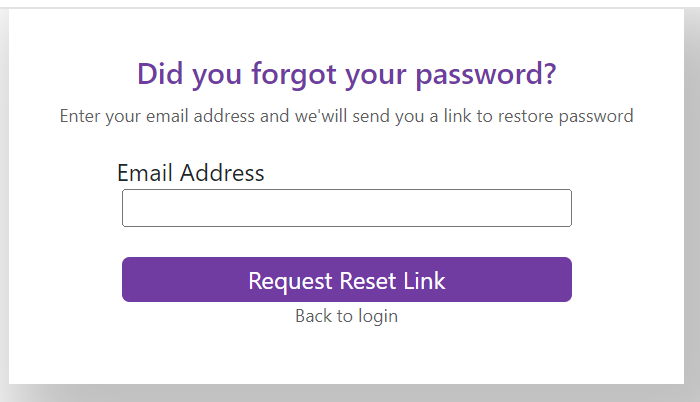 Did you forgot your password?
Enter your email address and we'will send you a link to restore password
Email Address
Request Reset Link
Back to login